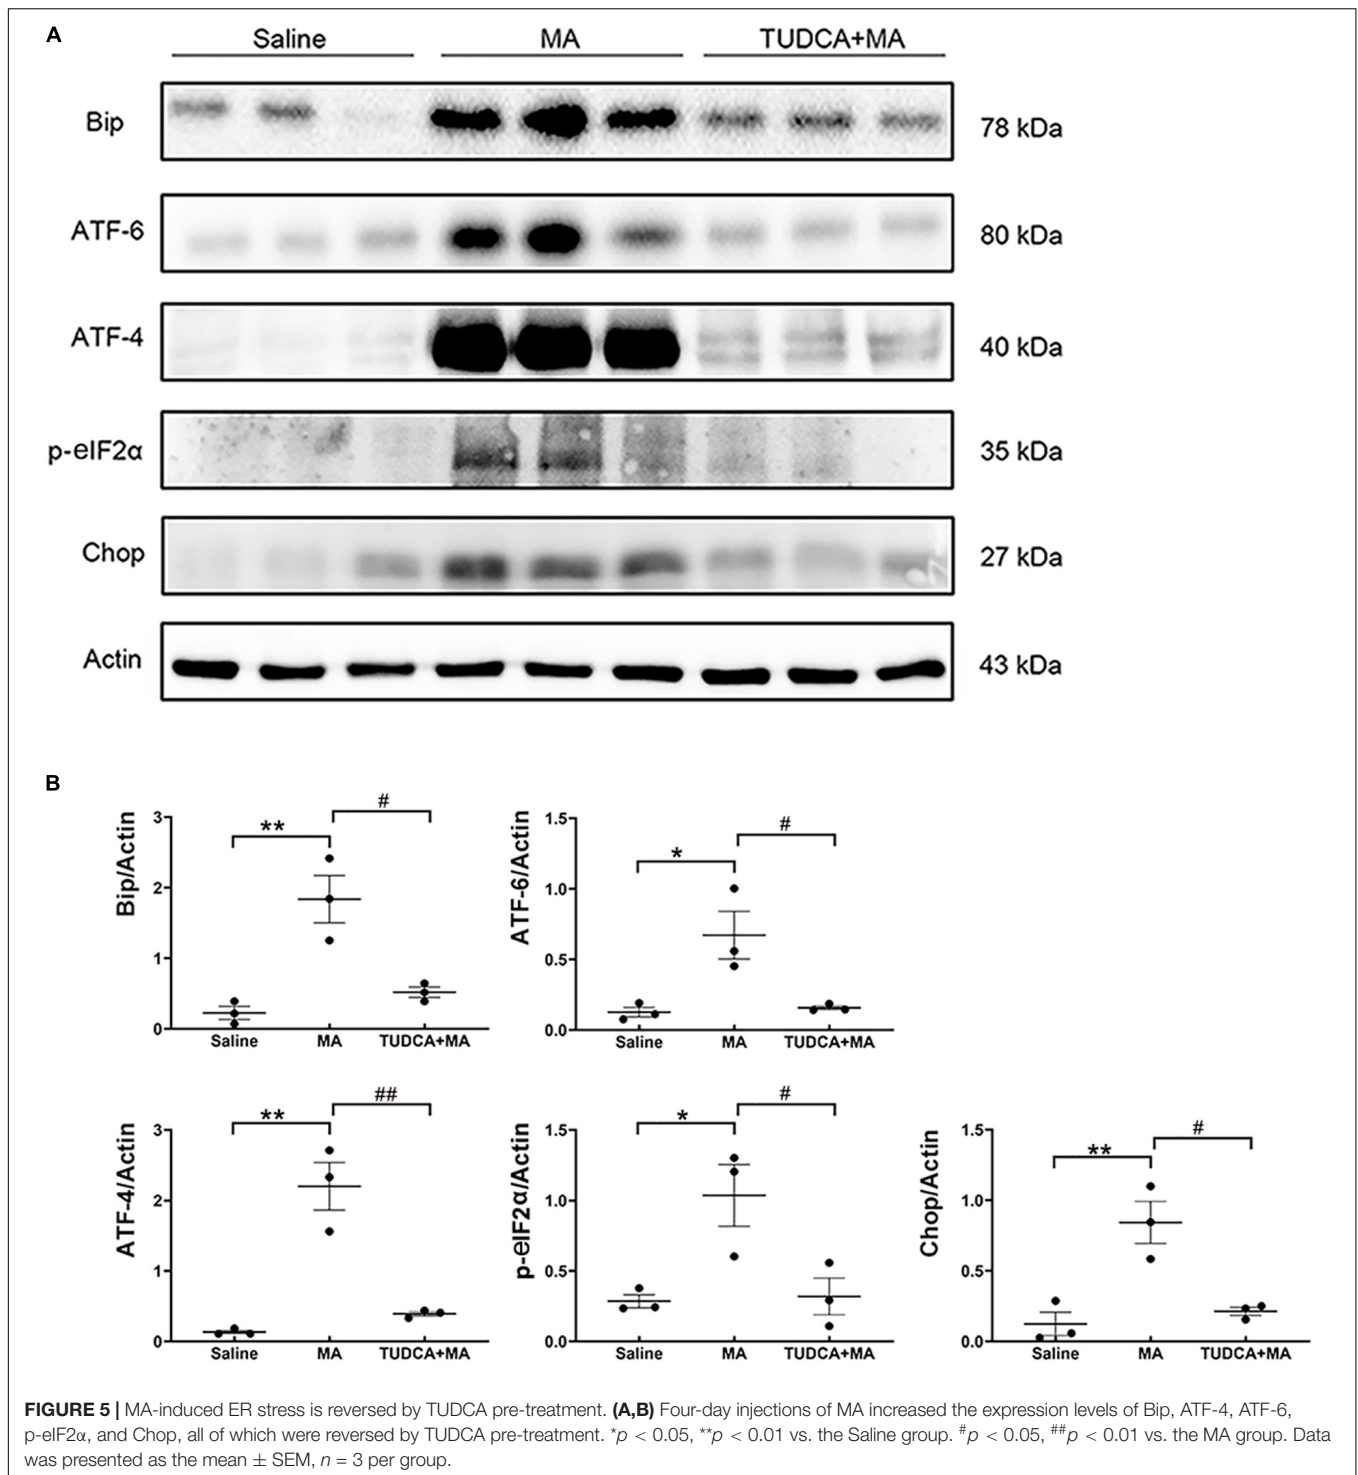 A
Saline MA TUDCA+MA
Bip 78 kDa
ATF-6 80 kDa
ATF-4 40 kDa
p-eIF2α 35 kDa
Chop 27 kDa
Actin 43 kDa
B
Bip/Actin
3
2
1
0
** #
Saline MA TUDCA+MA
ATF-6/Actin
1.5
1.0
0.5
0.0
* #
Saline MA TUDCA+MA
ATF-4/Actin
3
2
1
0
** ##
Saline MA TUDCA+MA
p-eIF2α/Actin
1.5
1.0
0.5
0.0
* #
Saline MA TUDCA+MA
Chop/Actin
1.5
1.0
0.5
0.0
** #
Saline MA TUDCA+MA
FIGURE 5 | MA-induced ER stress is reversed by TUDCA pre-treatment. (A,B) Four-day injections of MA increased the expression levels of Bip, ATF-4, ATF-6,
p-eIF2α, and Chop, all of which were reversed by TUDCA pre-treatment. *p < 0.05, **p < 0.01 vs. the Saline group. #p < 0.05, ##p < 0.01 vs. the MA group. Data
was presented as the mean ± SEM, n = 3 per group.